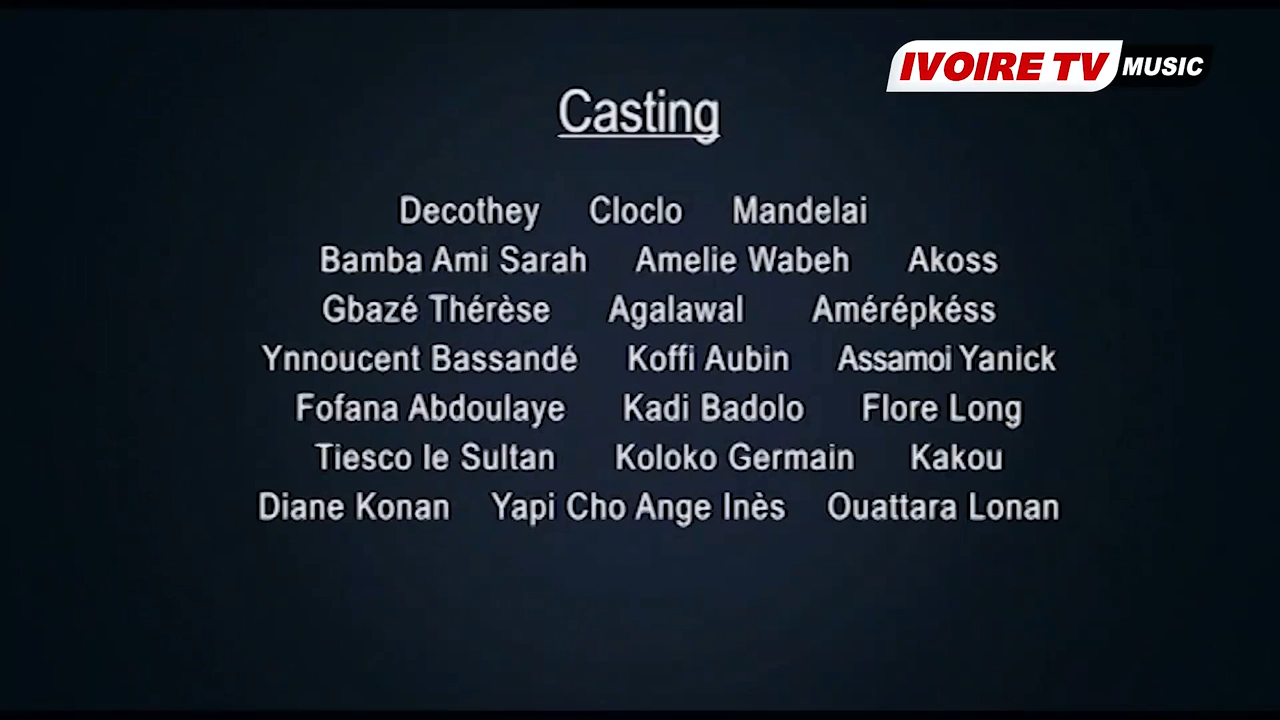 IVOIRE TV MUSIC
Casting
Decothey Cloclo Mandelai
Bamba Ami Sarah Amelie Wabeh Akoss
Gbazé Thérèse Agalawal Amérépkéss
Ynnoucent Bassandé Koffi Aubin Assamoi Yanick
Fofana Abdoulaye Kadi Badolo Flore Long
Tiesco le Sultan Koloko Germain Kakou
Diane Konan Yapi Cho Ange Inès Ouattara Lonan